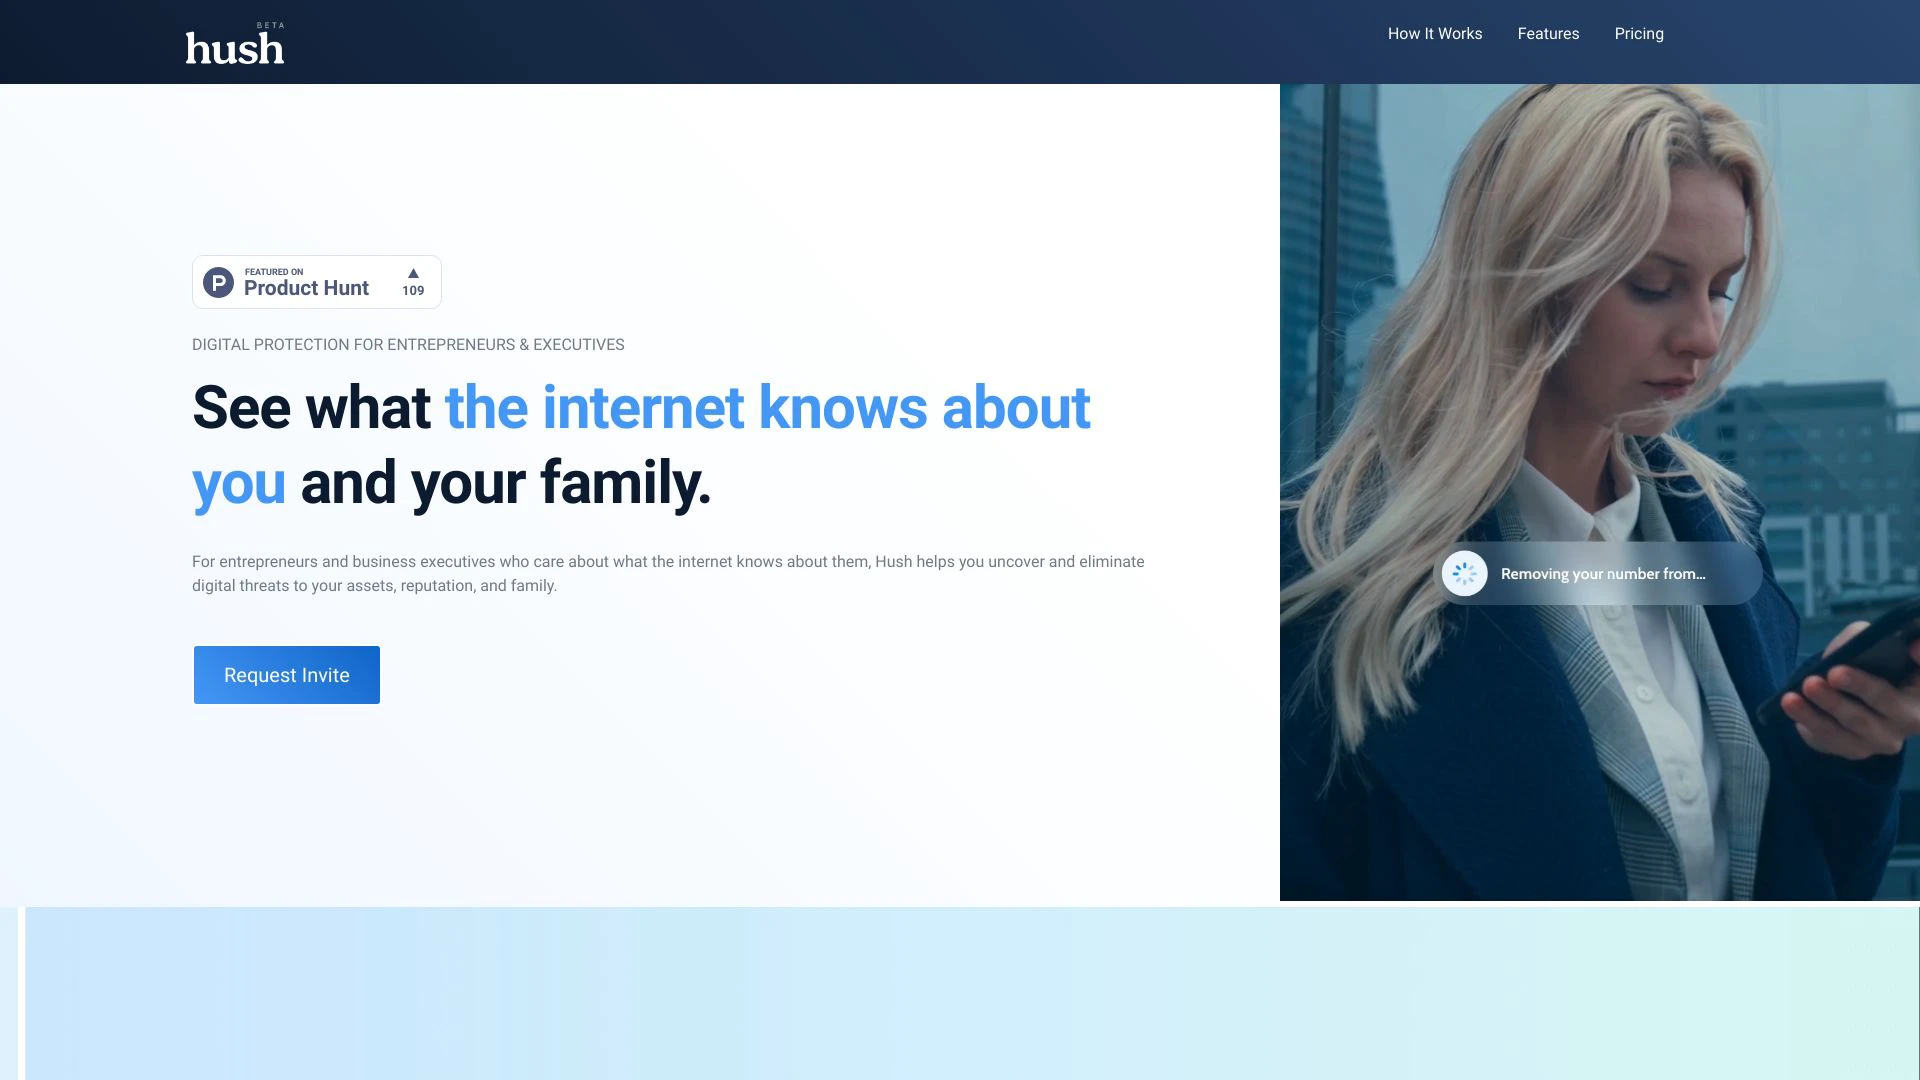 BETA
hush
How It Works
Features
Pricing
FEATURED ON
P
Product Hunt
109
DIGITAL PROTECTION FOR ENTREPRENEURS & EXECUTIVES
See what the internet knows about
you and your family.
For entrepreneurs and business executives who care about what the internet knows about them, Hush helps you uncover and eliminate
digital threats to your assets, reputation, and family.
Removing your number from...
Request Invite